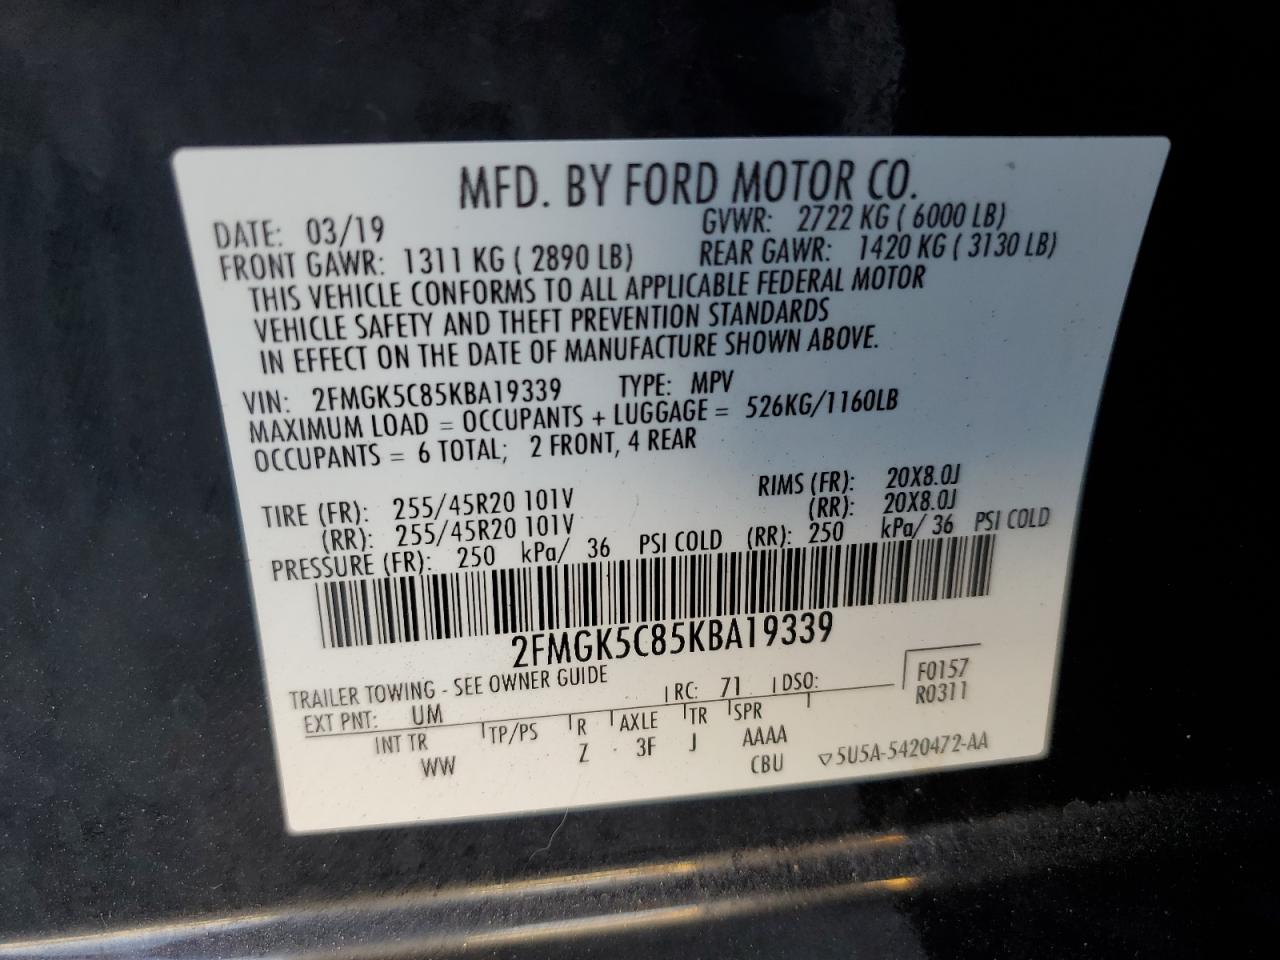 MFD. BY FORD MOTOR CO.
DATE: 03/19 GVWR: 2722 KG ( 6000 LB)
FRONT GAWR: 1311 KG ( 2890 LB) REAR GAWR: 1420 KG ( 3130 LB)
THIS VEHICLE CONFORMS TO ALL APPLICABLE FEDERAL MOTOR
VEHICLE SAFETY AND THEFT PREVENTION STANDARDS
IN EFFECT ON THE DATE OF MANUFACTURE SHOWN ABOVE.
VIN: 2FMGK5C85KBA19339 TYPE: MPV
MAXIMUM LOAD = OCCUPANTS + LUGGAGE = 526KG/1160LB
OCCUPANTS = 6 TOTAL; 2 FRONT, 4 REAR
TIRE (FR): 255/45R20 101V RIMS (FR): 20X8.0J
(RR): 255/45R20 101V (RR): 20X8.0J
PRESSURE (FR): 250 kPa/ 36 PSI COLD (RR): 250 kPa/ 36 PSI COLD
2FMGK5C85KBA19339
TRAILER TOWING - SEE OWNER GUIDE
F0157
EXT PNT: UM RC: 71 DSO: R0311
INT TR TP/PS R AXLE TR SPR
WW Z 3F J AAAA
CBU ▽5U5A-5420472-AA